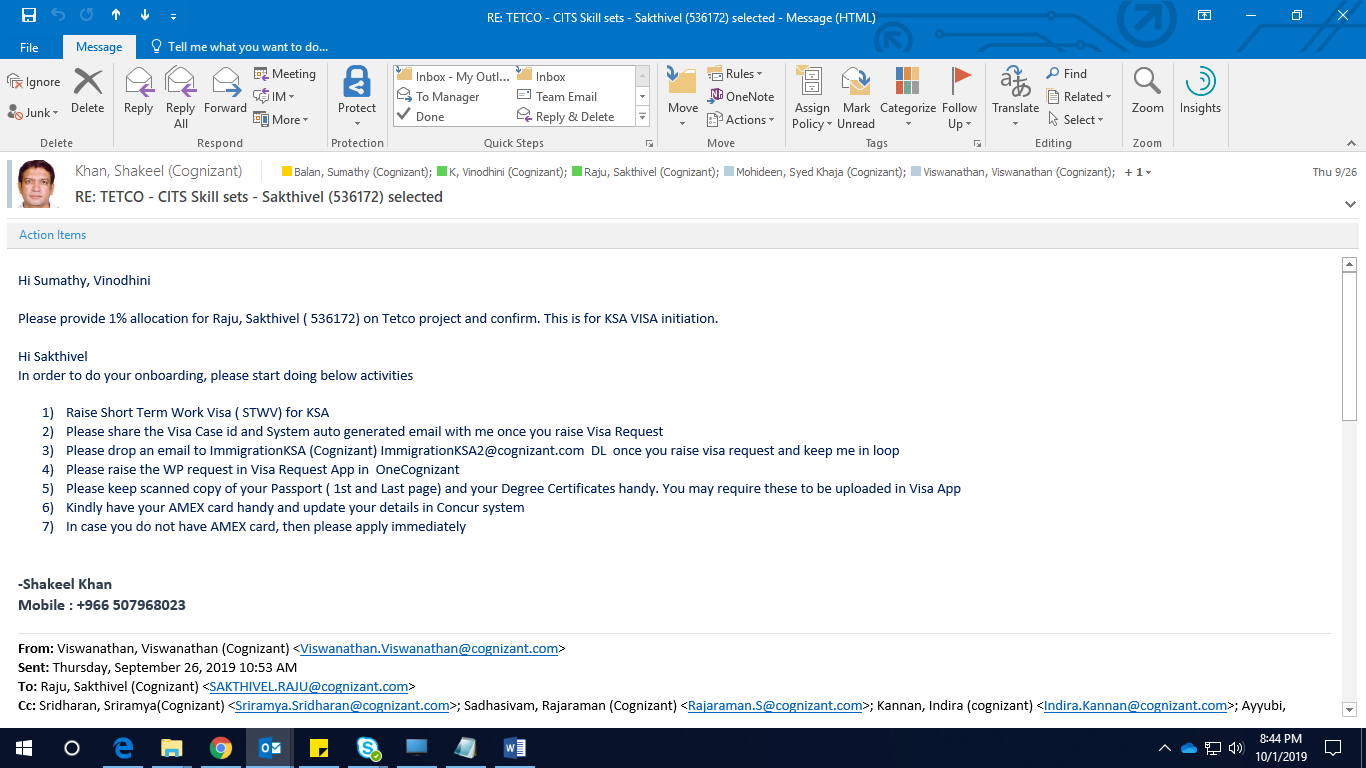 RE: TETCO - CITS Skill sets - Sakthivel (536172) selected - Message (HTML)
File Message Tell me what you want to do...
Ignore
Junk
Delete
Reply
Reply All
Forward
Meeting
IM
More
Protect
Inbox - My Outl... Inbox
To Manager Team Email
Done Reply & Delete
Move
Rules
OneNote
Actions
Assign Policy
Mark Unread
Categorize
Follow Up
Translate
Find
Related
Select
Zoom
Insights
Delete Respond Protection Quick Steps Move Tags Editing Zoom
Khan, Shakeel (Cognizant) Balan, Sumathy (Cognizant); K, Vinodhini (Cognizant); Raju, Sakthivel (Cognizant); Mohideen, Syed Khaja (Cognizant); Viswanathan, Viswanathan (Cognizant); + 1 Thu 9/26
RE: TETCO - CITS Skill sets - Sakthivel (536172) selected
Action Items
Hi Sumathy, Vinodhini
Please provide 1% allocation for Raju, Sakthivel ( 536172) on Tetco project and confirm. This is for KSA VISA initiation.
Hi Sakthivel
In order to do your onboarding, please start doing below activities
1) Raise Short Term Work Visa ( STWV) for KSA
2) Please share the Visa Case id and System auto generated email with me once you raise Visa Request
3) Please drop an email to ImmigrationKSA (Cognizant) ImmigrationKSA2@cognizant.com DL once you raise visa request and keep me in loop
4) Please raise the WP request in Visa Request App in OneCognizant
5) Please keep scanned copy of your Passport ( 1st and Last page) and your Degree Certificates handy. You may require these to be uploaded in Visa App
6) Kindly have your AMEX card handy and update your details in Concur system
7) In case you do not have AMEX card, then please apply immediately
-Shakeel Khan
Mobile : +966 507968023
From: Viswanathan, Viswanathan (Cognizant) <Viswanathan.Viswanathan@cognizant.com>
Sent: Thursday, September 26, 2019 10:53 AM
To: Raju, Sakthivel (Cognizant) <SAKTHIVEL.RAJU@cognizant.com>
Cc: Sridharan, Sriramya(Cognizant) <Sriramya.Sridharan@cognizant.com>; Sadhasivam, Rajaraman (Cognizant) <Rajaraman.S@cognizant.com>; Kannan, Indira (cognizant) <Indira.Kannan@cognizant.com>; Ayyubi,
8:44 PM
10/1/2019